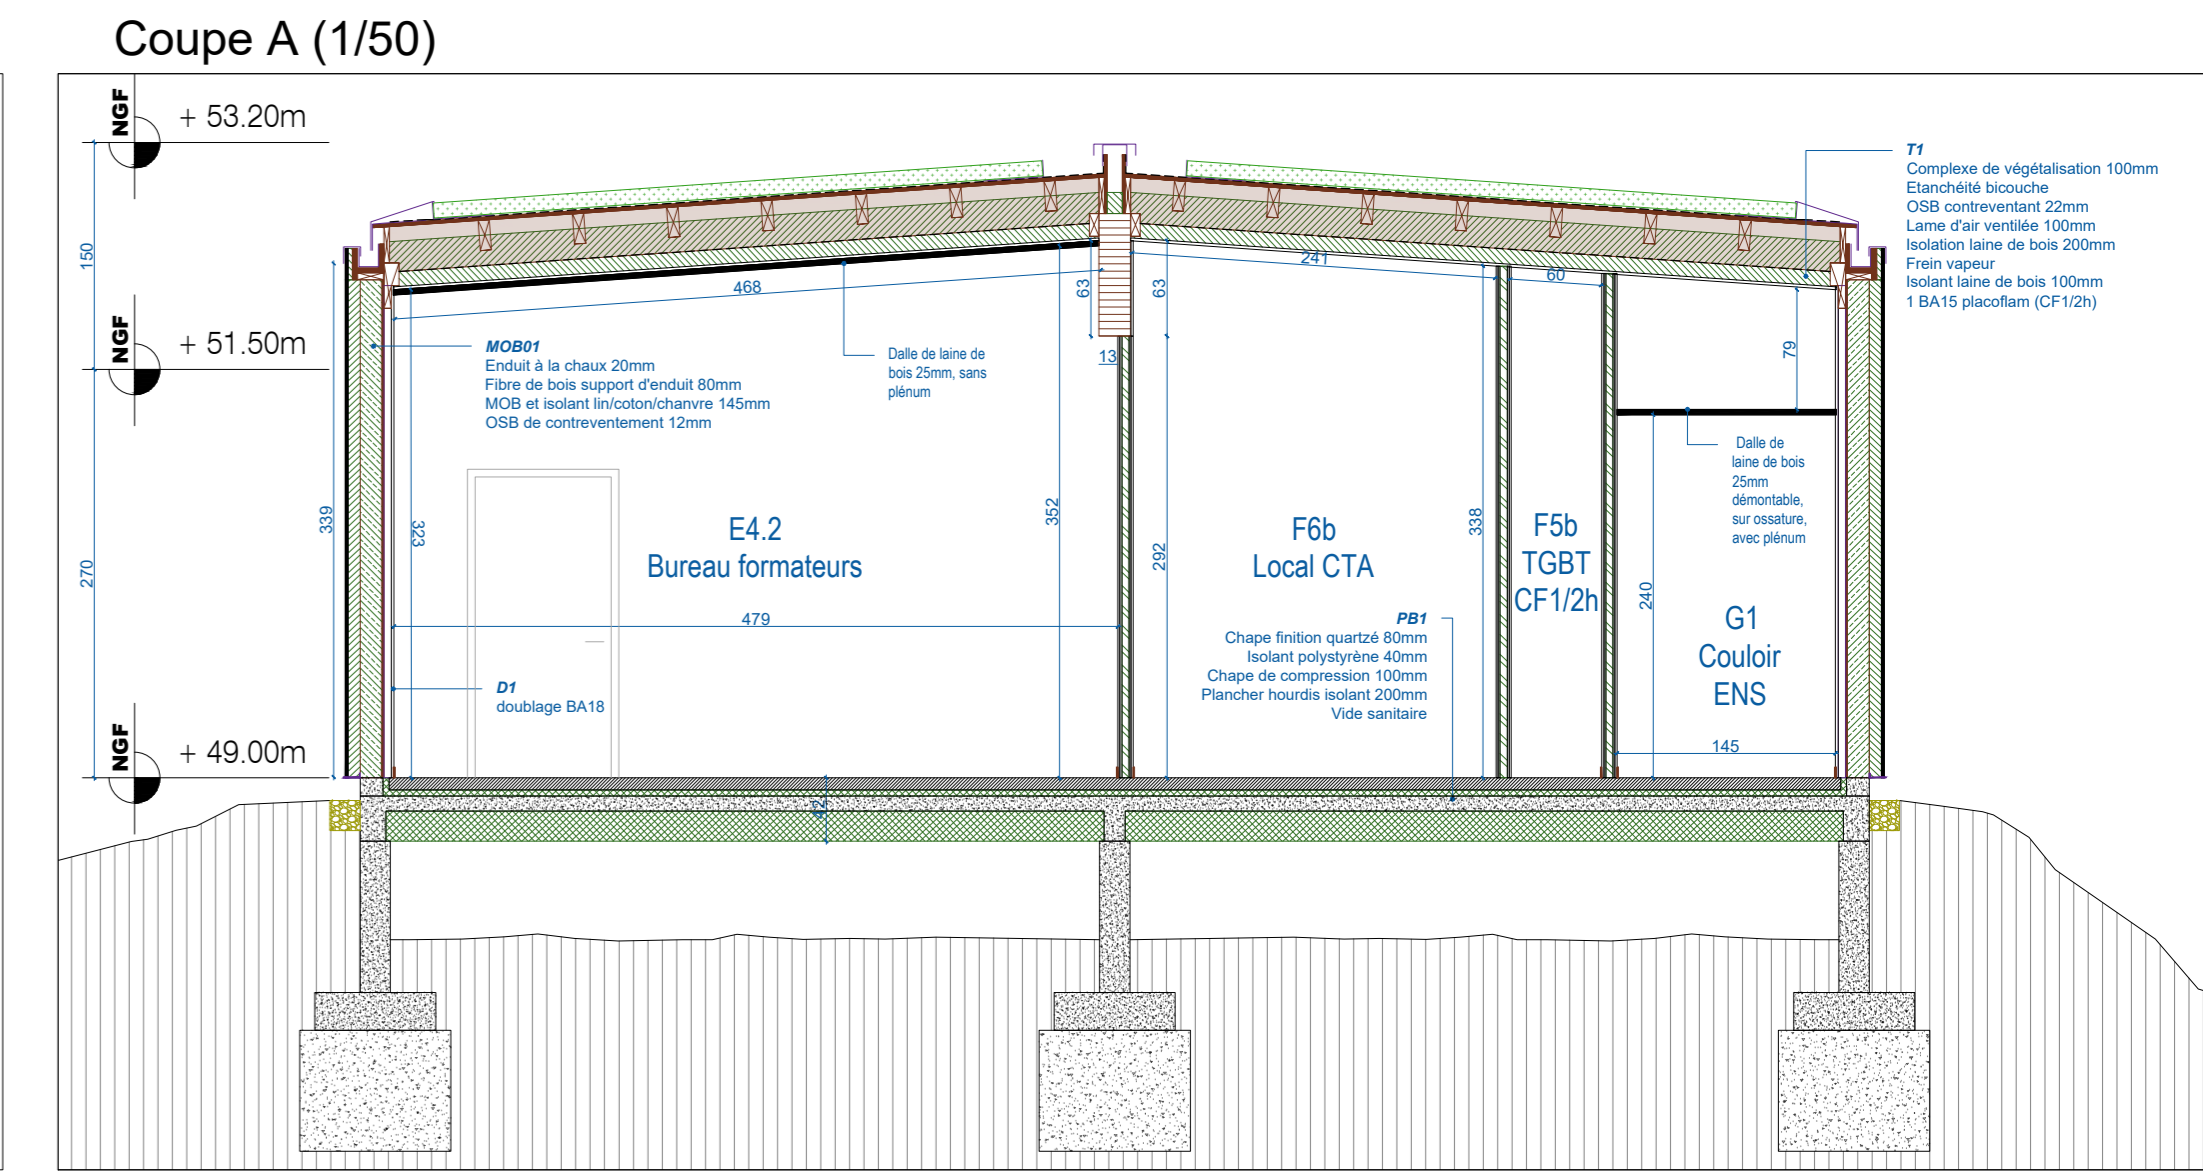 Coupe A (1/50)
NGF
+ 53.20m
150
NGF
+ 51.50m
270
NGF
+ 49.00m
339
323
468
MOB01
Enduit à la chaux 20mm
Fibre de bois support d'enduit 80mm
MOB et isolant lin/coton/chanvre 145mm
OSB de contreventement 12mm
Dalle de laine de
bois 25mm, sans
plénum
E4.2
Bureau formateurs
479
352
D1
doublage BA18
42
63
13
63
292
241
F6b
Local CTA
338
PB1
Chape finition quartzé 80mm
Isolant polystyrène 40mm
Chape de compression 100mm
Plancher hourdis isolant 200mm
Vide sanitaire
60
F5b
TGBT
CF1/2h
79
Dalle de
laine de bois
25mm
démontable,
sur ossature,
avec plénum
240
G1
Couloir
ENS
145
T1
Complexe de végétalisation 100mm
Etanchéité bicouche
OSB contreventant 22mm
Lame d'air ventilée 100mm
Isolation laine de bois 200mm
Frein vapeur
Isolant laine de bois 100mm
1 BA15 placoflam (CF1/2h)